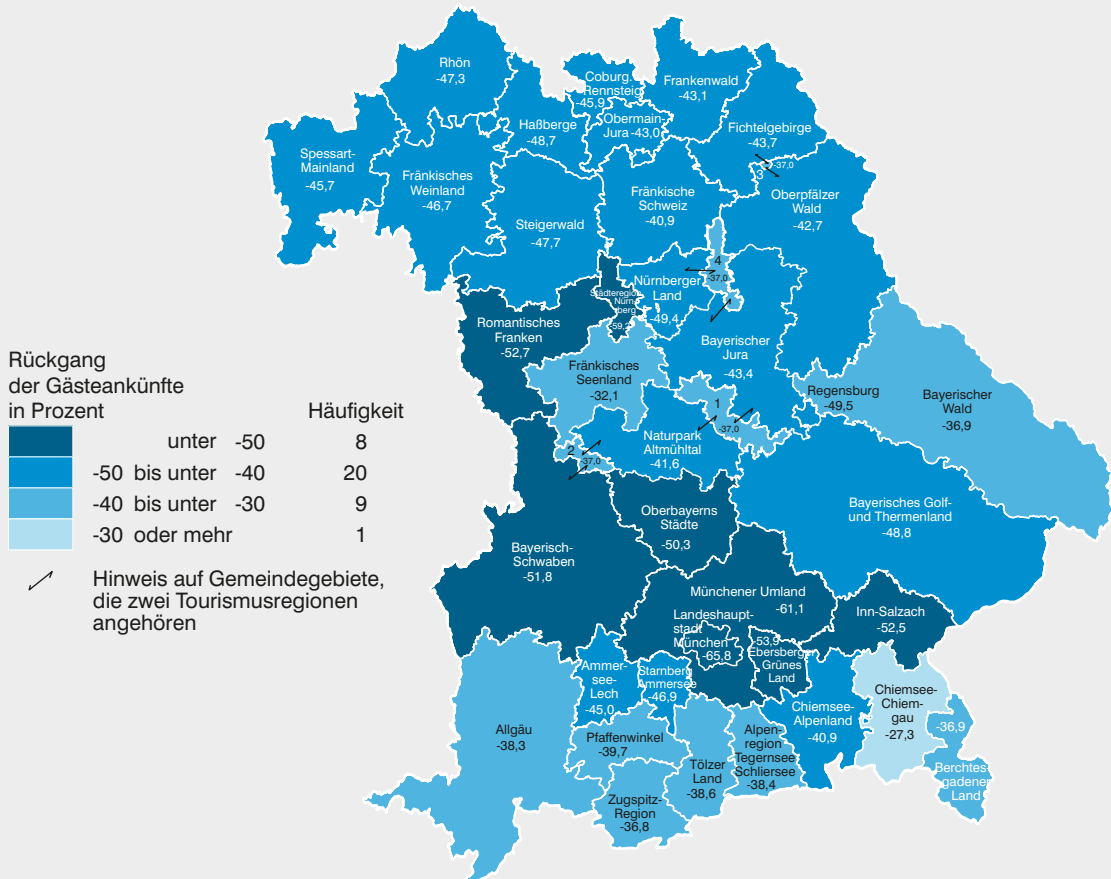 Rhön
-47,3
Coburg.
Rennsteig
-45,9
Frankenwald
-43,1
Haßberge
-48,7
Obermain-
Jura -43,0
Fichtelgebirge
-43,7
Spessart-
Mainland
-45,7
Fränkisches
Weinland
-46,7
3
-37,0
Fränkische
Schweiz
-40,9
Oberpfälzer
Wald
-42,7
Steigerwald
-47,7
4
-37,0
Nürnberger
Land
-49,4
Städteregion
Nürn-
berg
-59,2
Romantisches
Franken
-52,7
Bayerischer
Jura
-43,4
Fränkisches
Seenland
-32,1
Regensburg
-49,5
Bayerischer
Wald
-36,9
1
-37,0
Naturpark
Altmühltal
-41,6
2
-37,0
Rückgang
der Gästeankünfte
in Prozent
Häufigkeit
unter -50 8
-50 bis unter -40 20
-40 bis unter -30 9
-30 oder mehr 1
Hinweis auf Gemeindegebiete,
die zwei Tourismusregionen
angehören
Oberbayerns
Städte
-50,3
Bayerisches Golf-
und Thermenland
-48,8
Bayerisch-
Schwaben
-51,8
Münchener Umland
-61,1
Inn-Salzach
-52,5
Landeshaupt-
stadt
München
-65,8
-53,9
Ebersberger
Grünes
Land
Ammer-
see-
Lech
-45,0
Starnberg
Ammersee
-46,9
Chiemsee-
Alpenland
-40,9
Chiemsee-
Chiem-
gau
-27,3
Allgäu
-38,3
Pfaffenwinkel
-39,7
Tölzer
Land
-38,6
Alpen-
region
Tegernsee
Schliersee
-38,4
-36,9
Berchtes-
gadener
Land
Zugspitz-
Region
-36,8